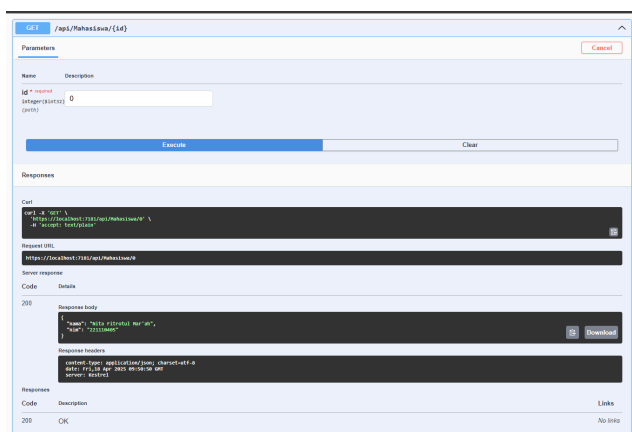 GET /api/Mahasiswa/{id}
Parameters
Cancel
Name Description
id * required
integer($int32)
(path)
0
Execute Clear
Responses
Curl
curl -X 'GET' \
'https://localhost:7181/api/Mahasiswa/0' \
-H 'accept: text/plain'
Request URL
https://localhost:7181/api/Mahasiswa/0
Server response
Code Details
200
Response body
{
"nama": "Nita Fitrotul Mar'ah",
"nim": "221110405"
}
Download
Response headers
content-type: application/json; charset=utf-8
date: Fri,18 Apr 2025 09:50:50 GMT
server: Kestrel
Responses
Code Description Links
200 OK No links